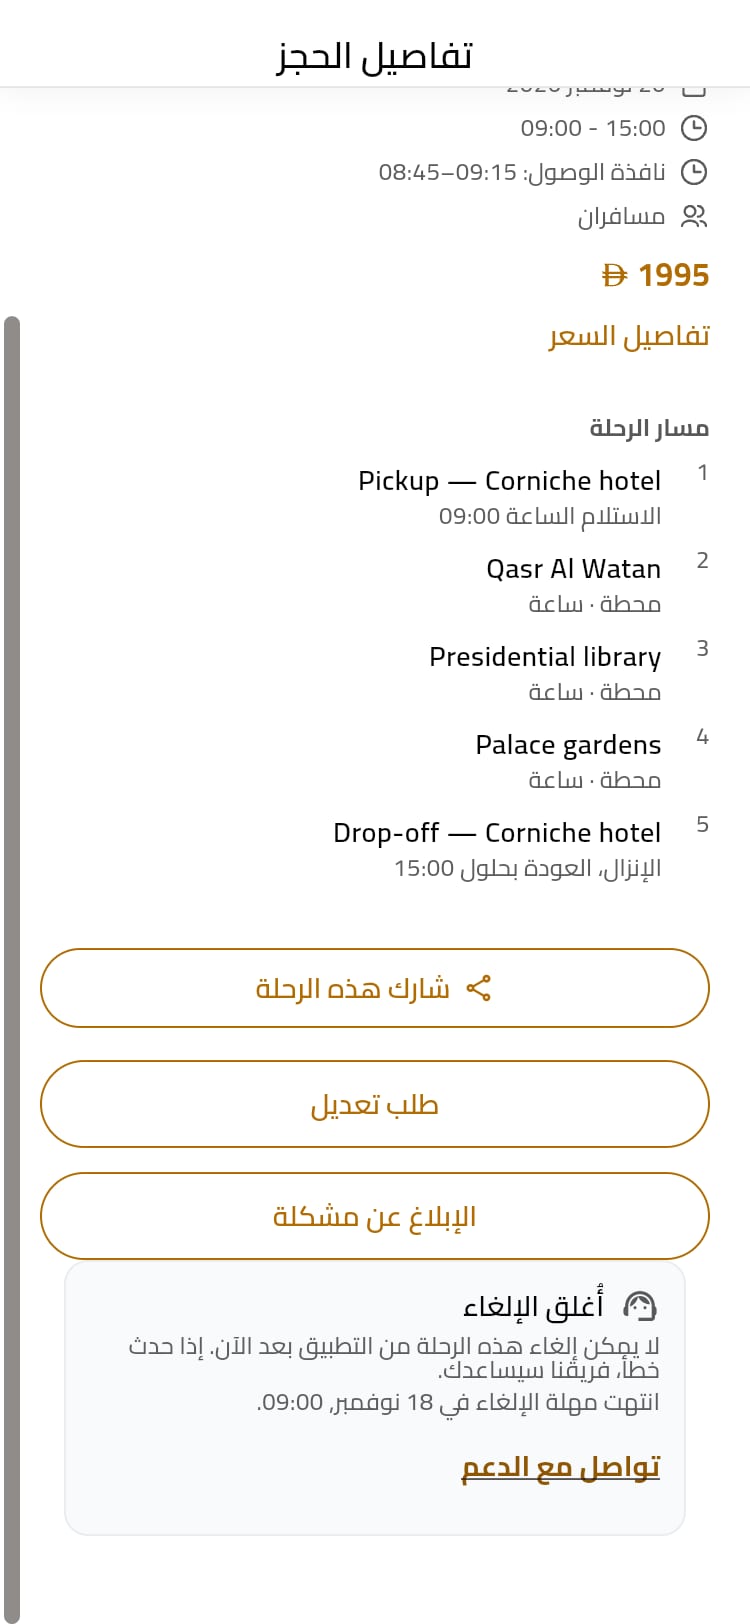 تفاصيل الحجز
09:00 - 15:00
نافذة الوصول: 08:45–09:15
مسافران
1995
تفاصيل السعر
مسار الرحلة
1
Pickup — Corniche hotel
الاستلام الساعة 09:00
2
Qasr Al Watan
محطة · ساعة
3
Presidential library
محطة · ساعة
4
Palace gardens
محطة · ساعة
5
Drop-off — Corniche hotel
الإنزال، العودة بحلول 15:00
شارك هذه الرحلة
طلب تعديل
الإبلاغ عن مشكلة
أُغلق الإلغاء
لا يمكن إلغاء هذه الرحلة من التطبيق بعد الآن. إذا حدث
خطأ، فريقنا سيساعدك.
انتهت مهلة الإلغاء في 18 نوفمبر, 09:00.
تواصل مع الدعم